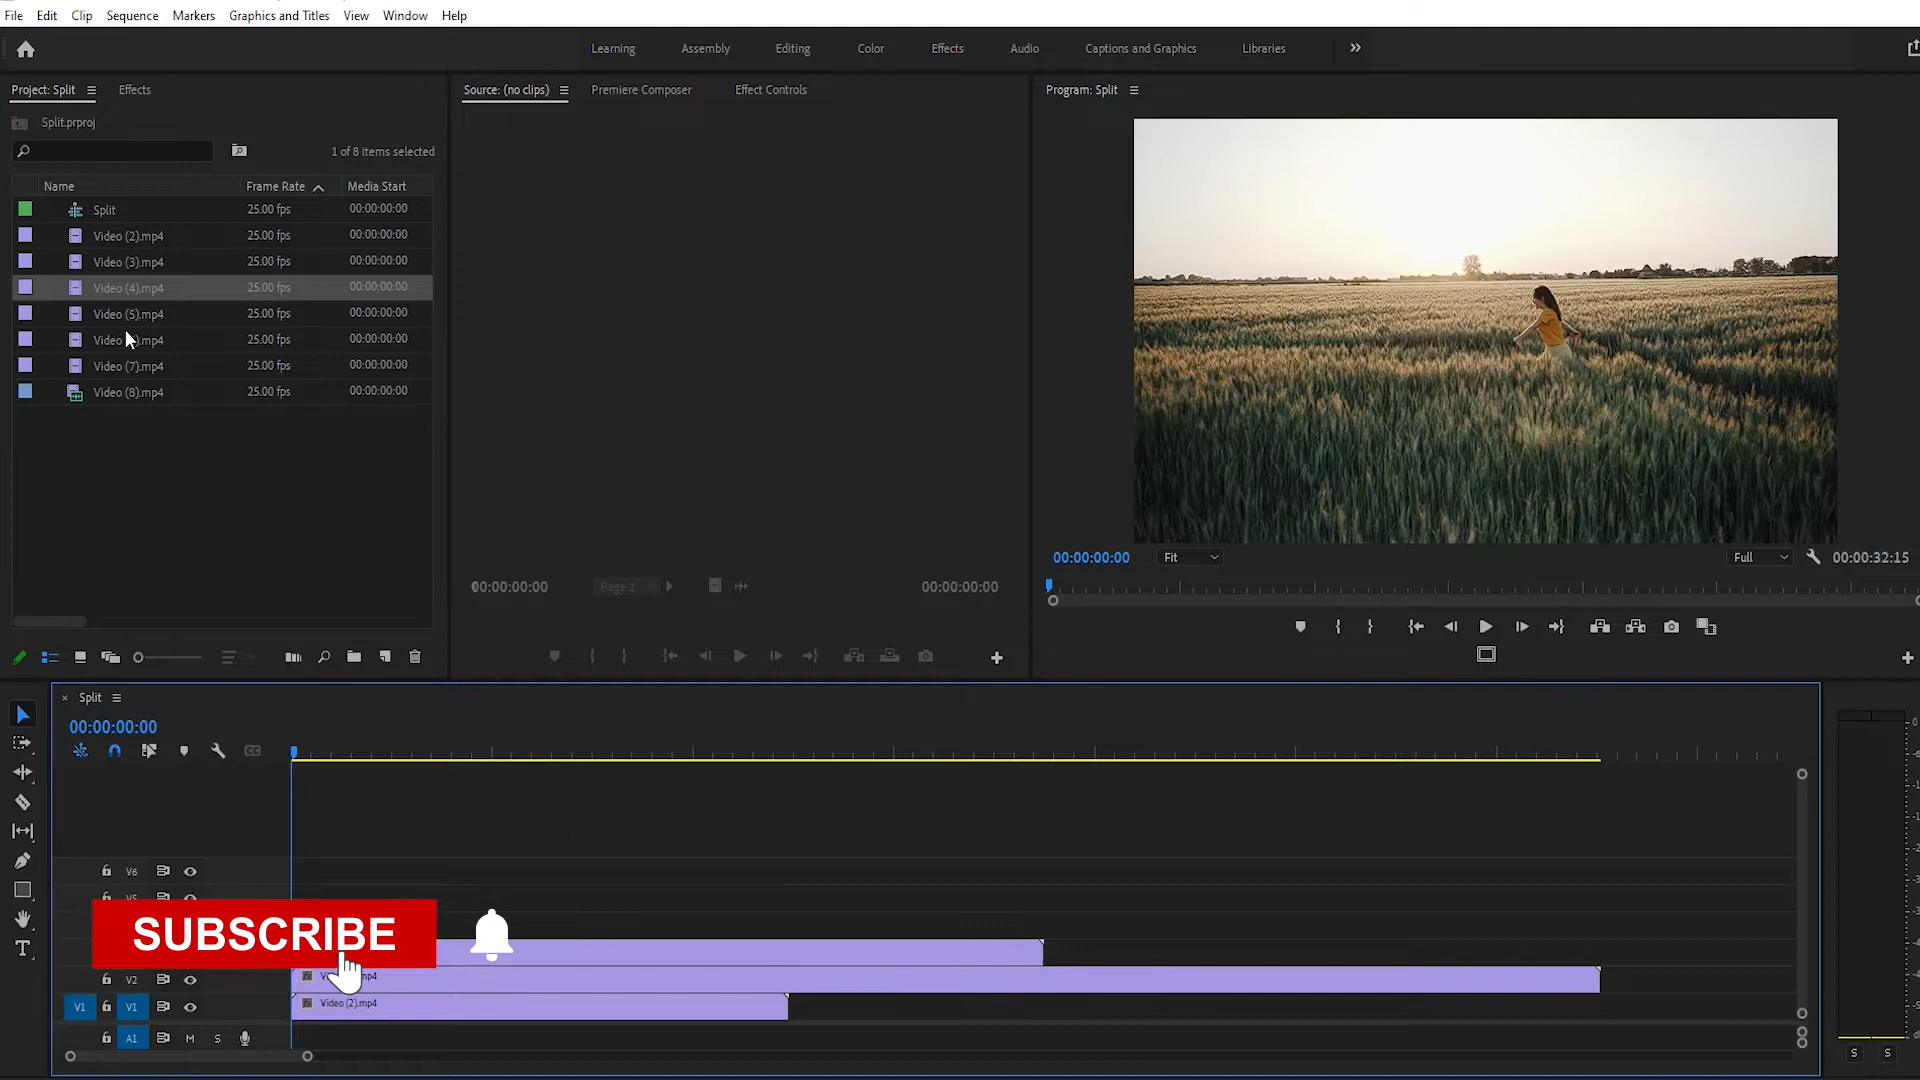 File Edit Clip Sequence Markers Graphics and Titles View Window Help
Learning Assembly Editing Color Effects Audio Captions and Graphics Libraries
Project: Split Effects
Split.prproj
1 of 8 items selected
Name Frame Rate Media Start
Split 25.00 fps 00:00:00:00
Video (2).mp4 25.00 fps 00:00:00:00
Video (3).mp4 25.00 fps 00:00:00:00
Video (4).mp4 25.00 fps 00:00:00:00
Video (5).mp4 25.00 fps 00:00:00:00
Video .mp4 25.00 fps 00:00:00:00
Video (7).mp4 25.00 fps 00:00:00:00
Video (8).mp4 25.00 fps 00:00:00:00
Source: (no clips) Premiere Composer Effect Controls
00:00:00:00 Page 2 00:00:00:00
Program: Split
00:00:00:00 Fit Full 00:00:32:15
Split
00:00:00:00
V6
V5
SUBSCRIBE
V2
V1 V1 Video (2).mp4
A1 M S
S S